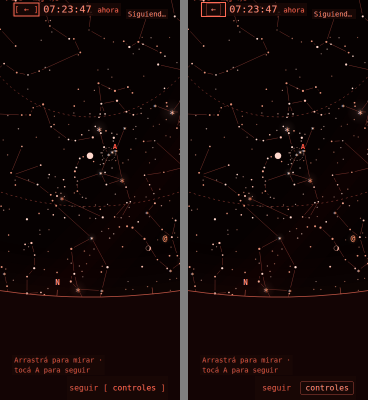 [ ← ] 07:23:47 ahora Siguiend…
A
@
N
Arrastrá para mirar ·
tocá A para seguir
seguir [ controles ]
← 07:23:47 ahora Siguiend…
A
@
N
Arrastrá para mirar ·
tocá A para seguir
seguir controles